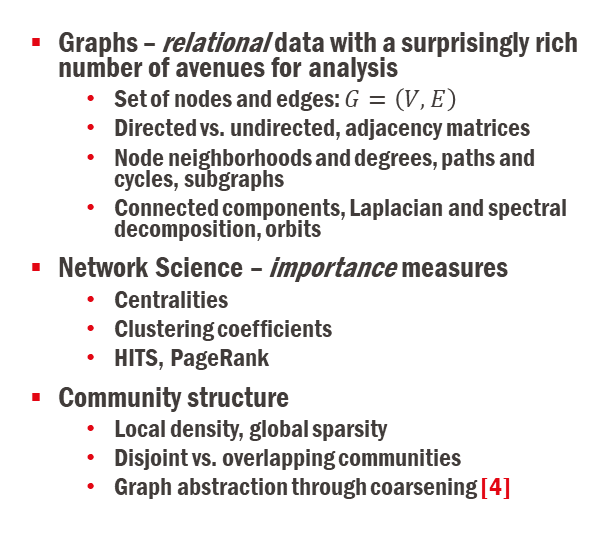 ▪ Graphs – relational data with a surprisingly rich
number of avenues for analysis
• Set of nodes and edges: 𝐺 = (𝑉, 𝐸)
• Directed vs. undirected, adjacency matrices
• Node neighborhoods and degrees, paths and
cycles, subgraphs
• Connected components, Laplacian and spectral
decomposition, orbits
▪ Network Science – importance measures
• Centralities
• Clustering coefficients
• HITS, PageRank
▪ Community structure
• Local density, global sparsity
• Disjoint vs. overlapping communities
• Graph abstraction through coarsening [4]